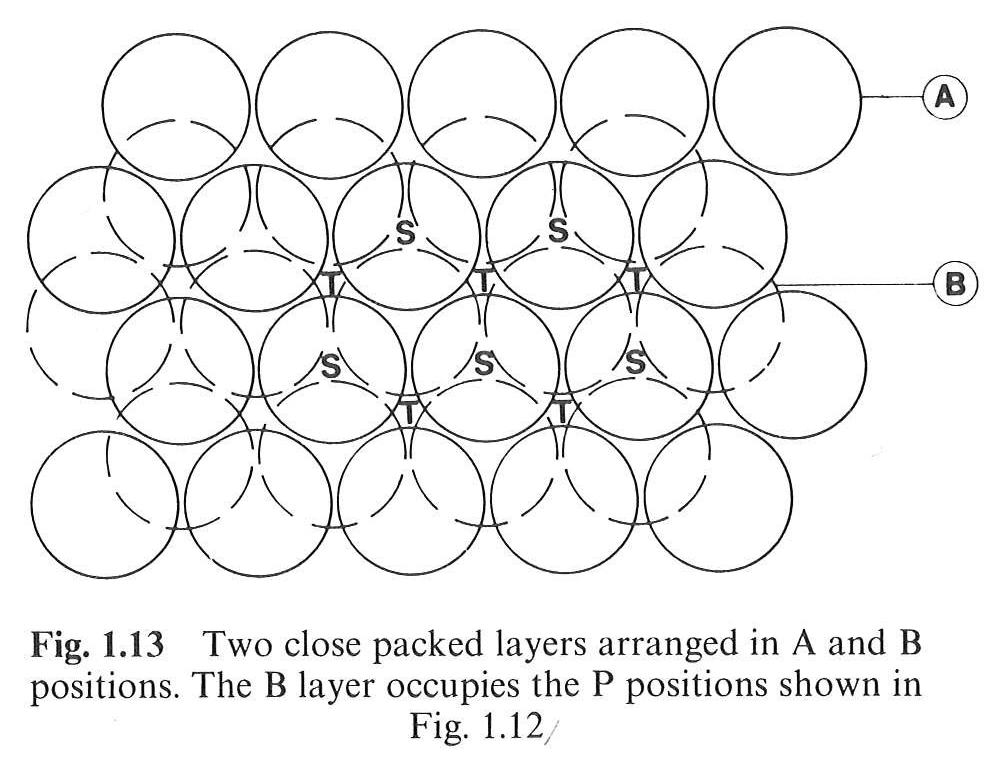 A
S S
T T T
B
S S S
T T
Fig. 1.13 Two close packed layers arranged in A and B
positions. The B layer occupies the P positions shown in
Fig. 1.12